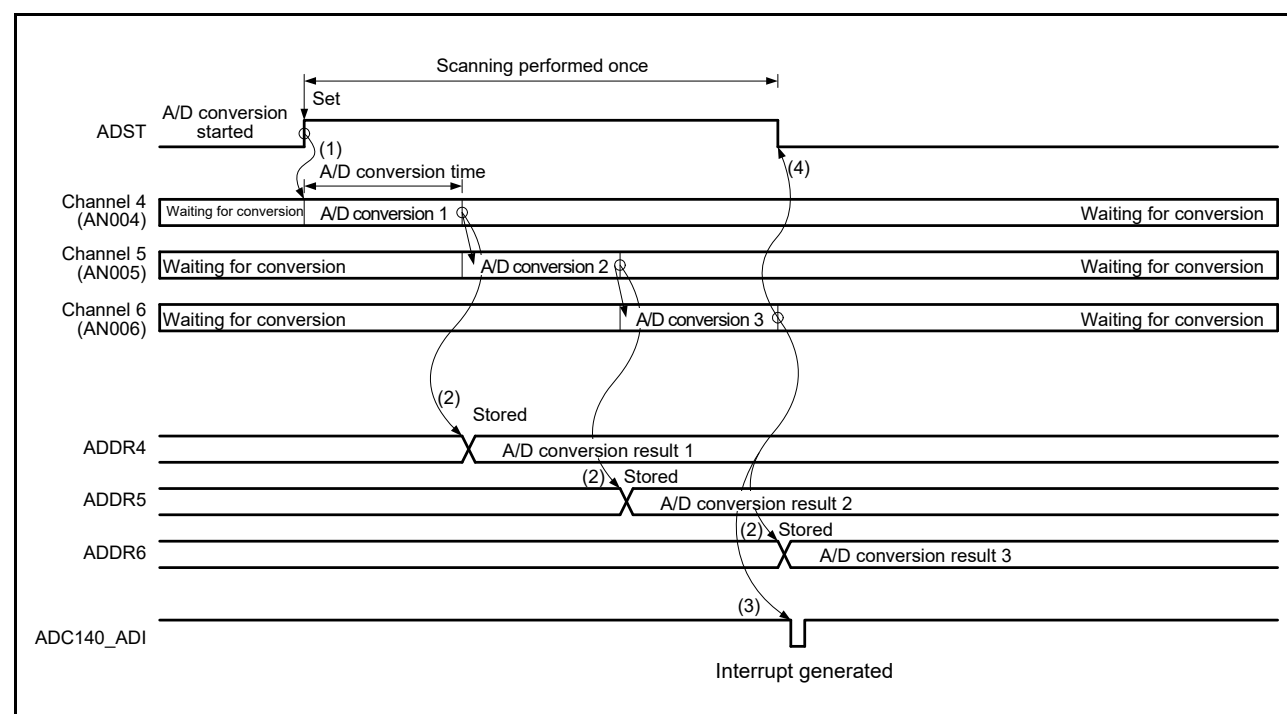 Scanning performed once
Set
A/D conversion
started
ADST
(1)
(4)
A/D conversion time
Channel 4
(AN004)
Waiting for conversion
A/D conversion 1
Waiting for conversion
Channel 5
(AN005)
Waiting for conversion
A/D conversion 2
Waiting for conversion
Channel 6
(AN006)
Waiting for conversion
A/D conversion 3
Waiting for conversion
(2)
Stored
ADDR4
A/D conversion result 1
(2)
Stored
ADDR5
A/D conversion result 2
(2)
Stored
ADDR6
A/D conversion result 3
(3)
ADC140_ADI
Interrupt generated